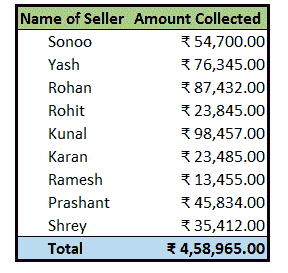 Name of Seller Amount Collected
Sonoo ₹ 54,700.00
Yash ₹ 76,345.00
Rohan ₹ 87,432.00
Rohit ₹ 23,845.00
Kunal ₹ 98,457.00
Karan ₹ 23,485.00
Ramesh ₹ 13,455.00
Prashant ₹ 45,834.00
Shrey ₹ 35,412.00
Total ₹ 4,58,965.00